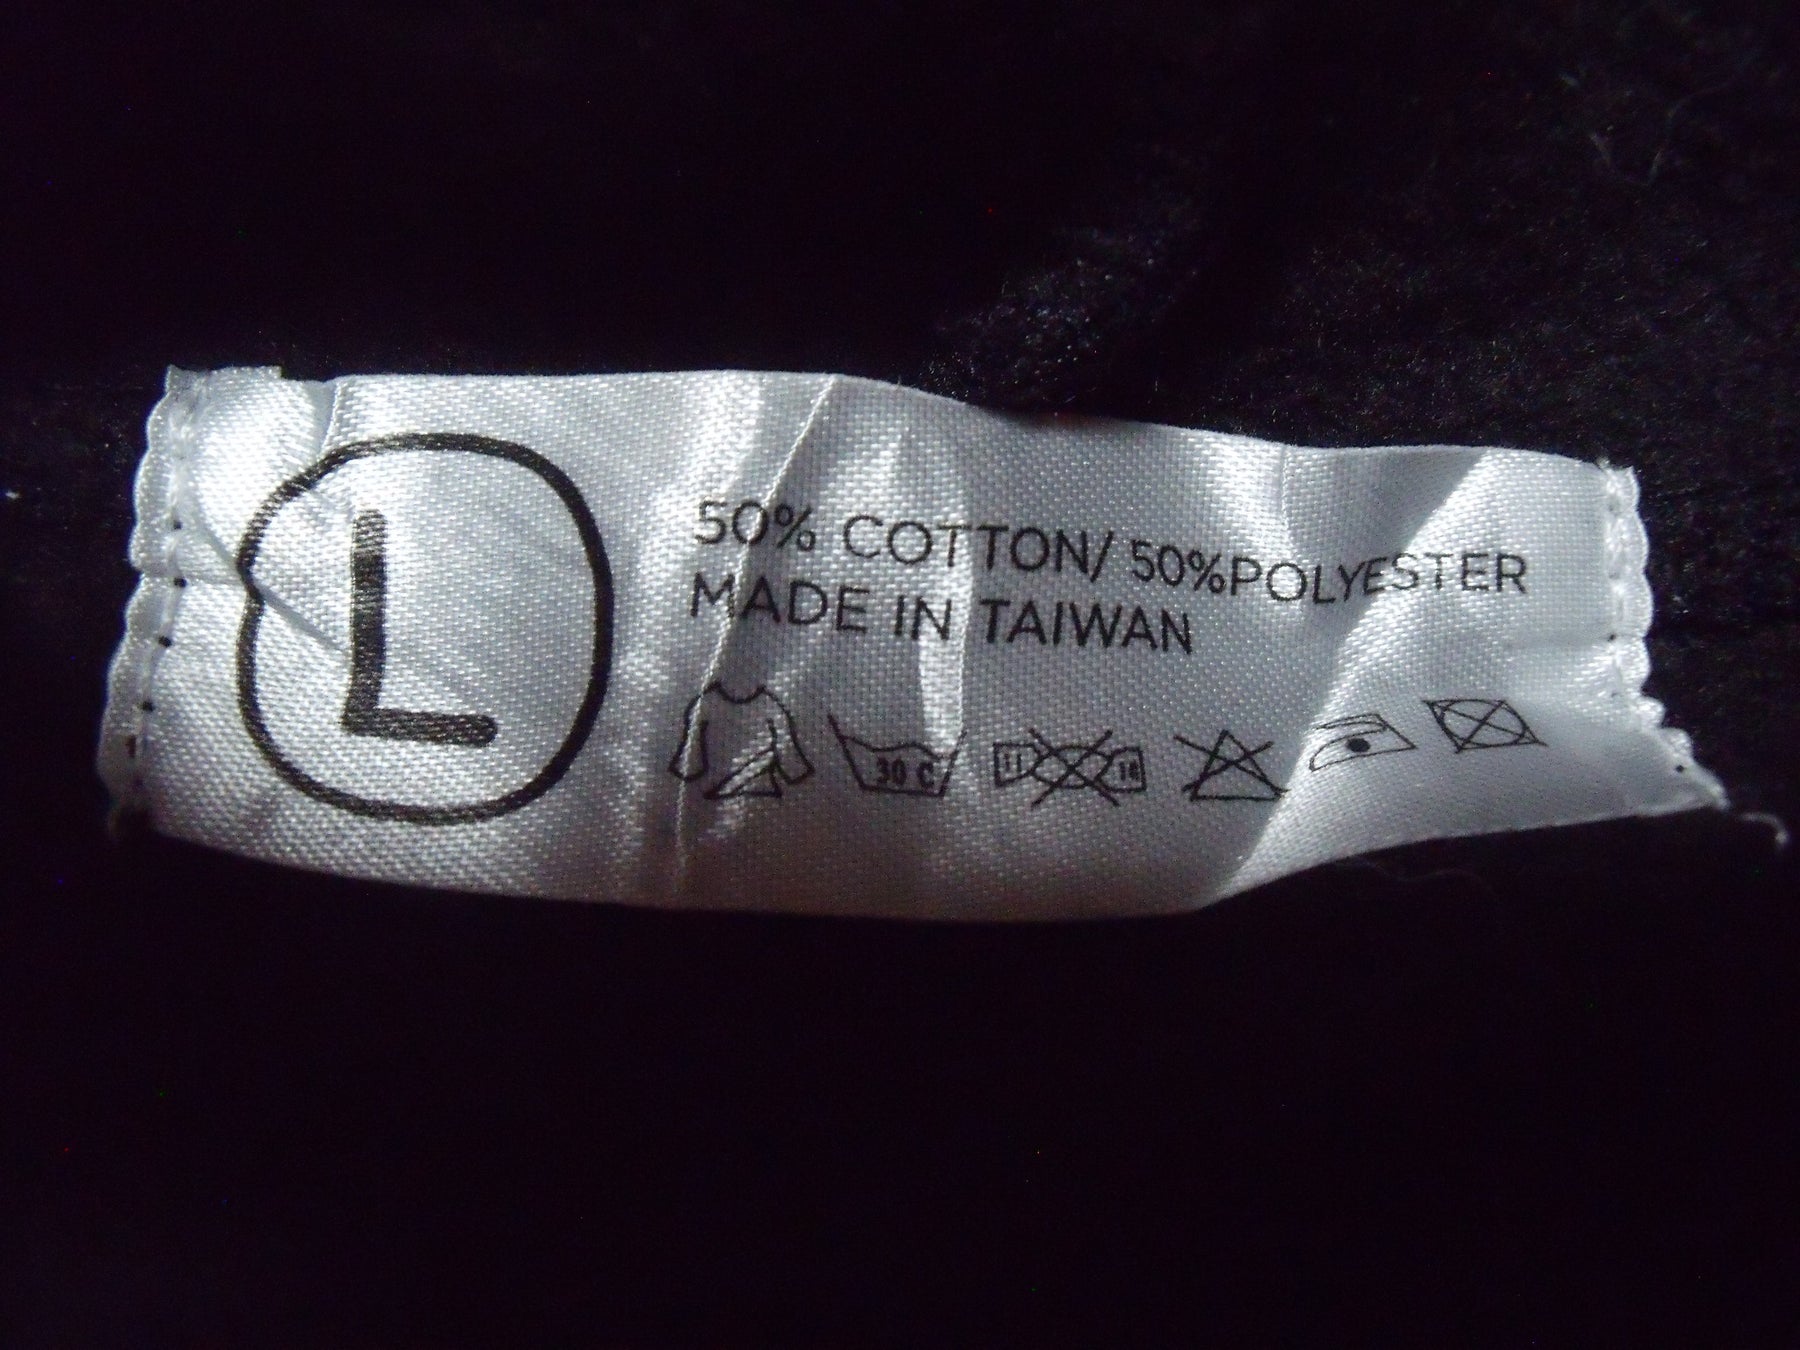 L
50% COTTON/ 50%POLYESTER
MADE IN TAIWAN
30 C